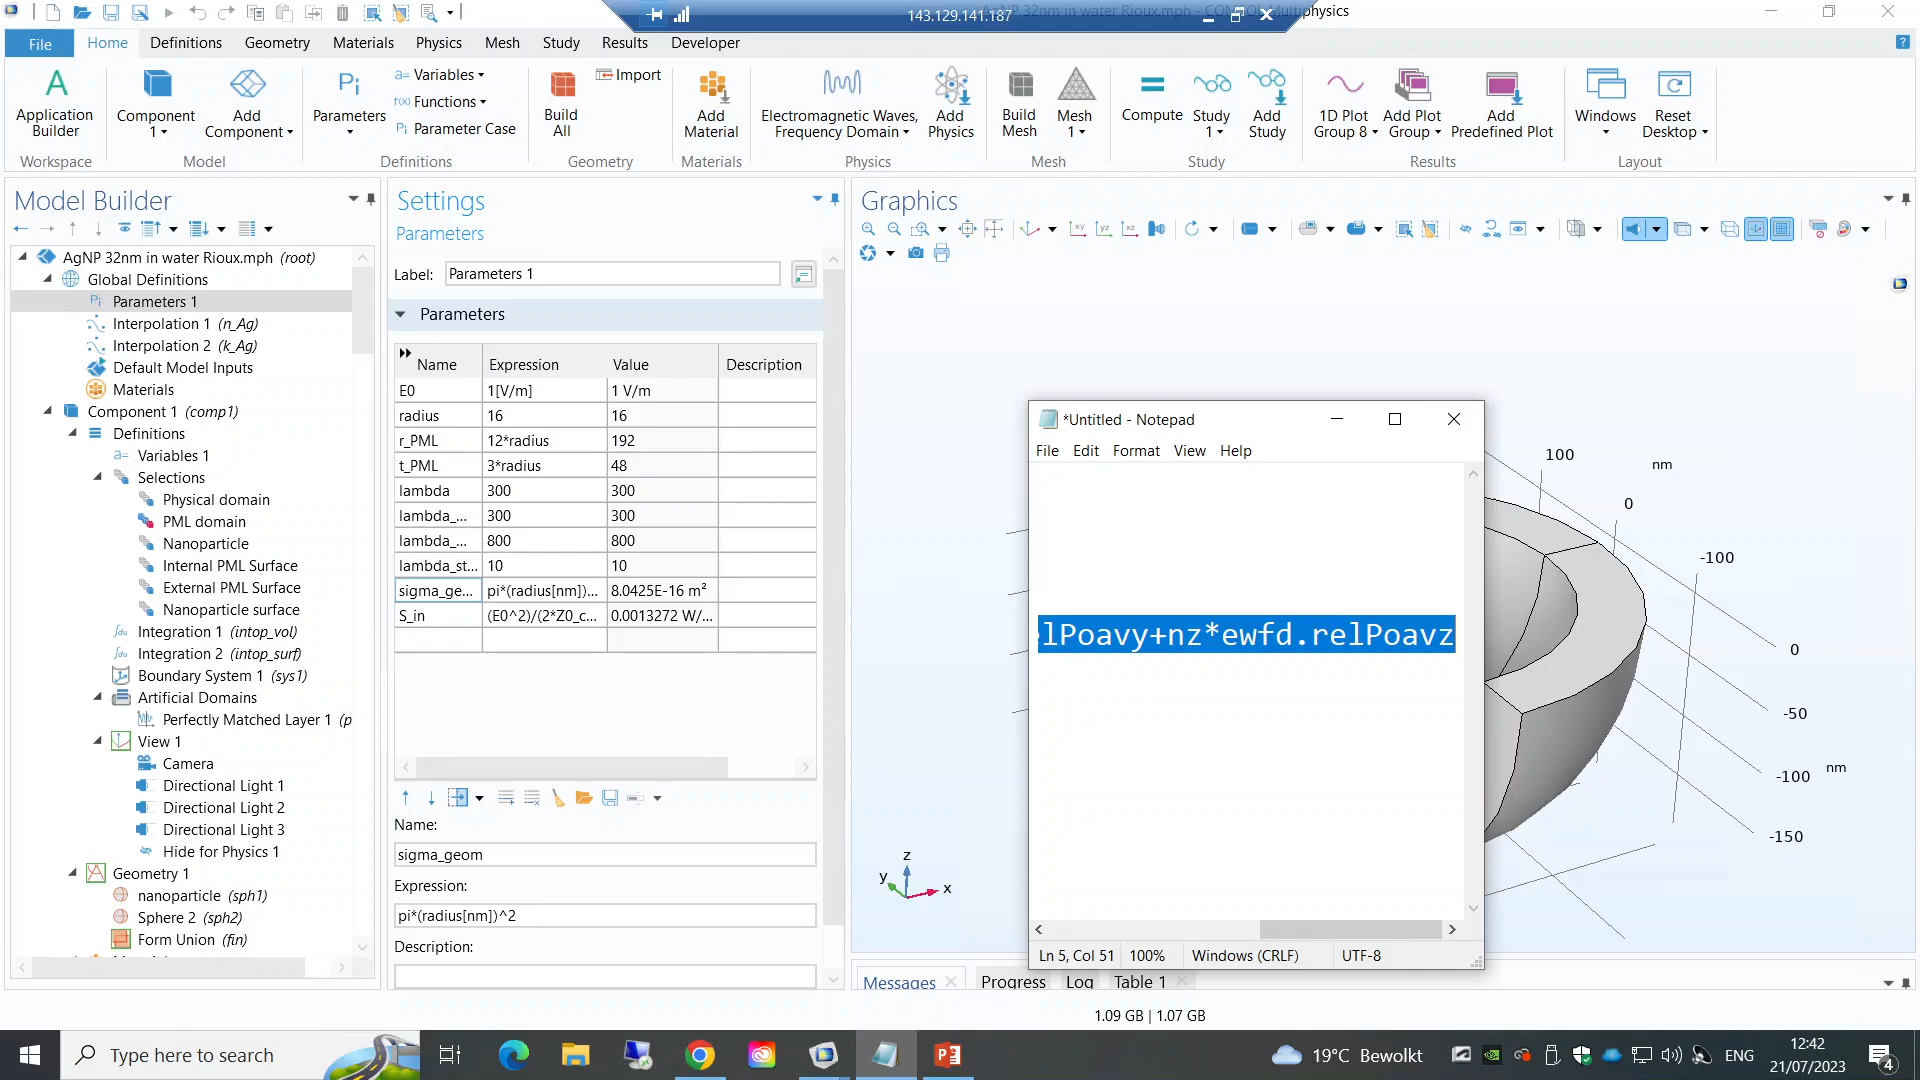 143.129.141.187
AgNP 32nm in water Rioux.mph - COMSOL Multiphysics
File Home Definitions Geometry Materials Physics Mesh Study Results Developer
Application Builder
Workspace
Component 1
Add Component
Model
Pi
Parameters
a= Variables
f(x) Functions
Pi Parameter Case
Definitions
Build All
Import
Geometry
Add Material
Materials
Electromagnetic Waves, Frequency Domain
Add Physics
Physics
Build Mesh
Mesh 1
Mesh
Compute
Study 1
Add Study
Study
1D Plot Group 8
Add Plot Group
Add Predefined Plot
Results
Windows
Reset Desktop
Layout
Model Builder
AgNP 32nm in water Rioux.mph (root)
Global Definitions
Pi Parameters 1
Interpolation 1 (n_Ag)
Interpolation 2 (k_Ag)
Default Model Inputs
Materials
Component 1 (comp1)
Definitions
a= Variables 1
Selections
Physical domain
PML domain
Nanoparticle
Internal PML Surface
External PML Surface
Nanoparticle surface
Integration 1 (intop_vol)
Integration 2 (intop_surf)
Boundary System 1 (sys1)
Artificial Domains
Perfectly Matched Layer 1 (p
View 1
Camera
Directional Light 1
Directional Light 2
Directional Light 3
Hide for Physics 1
Geometry 1
nanoparticle (sph1)
Sphere 2 (sph2)
Form Union (fin)
Settings
Parameters
Label: Parameters 1
Parameters
Name Expression Value Description
E0 1[V/m] 1 V/m
radius 16 16
r_PML 12*radius 192
t_PML 3*radius 48
lambda 300 300
lambda_... 300 300
lambda_... 800 800
lambda_st... 10 10
sigma_ge... pi*(radius[nm])... 8.0425E-16 m²
S_in (E0^2)/(2*Z0_c... 0.0013272 W/...
Name:
sigma_geom
Expression:
pi*(radius[nm])^2
Description:
Graphics
xy yz xz
100
nm
0
-100
0
-50
-100 nm
-150
z
y
x
*Untitled - Notepad
File Edit Format View Help
elPoavy+nz*ewfd.relPoavz
Ln 5, Col 51 100% Windows (CRLF) UTF-8
Messages Progress Log Table 1
1.09 GB | 1.07 GB
Type here to search
19°C Bewolkt
ENG
12:42
21/07/2023
4